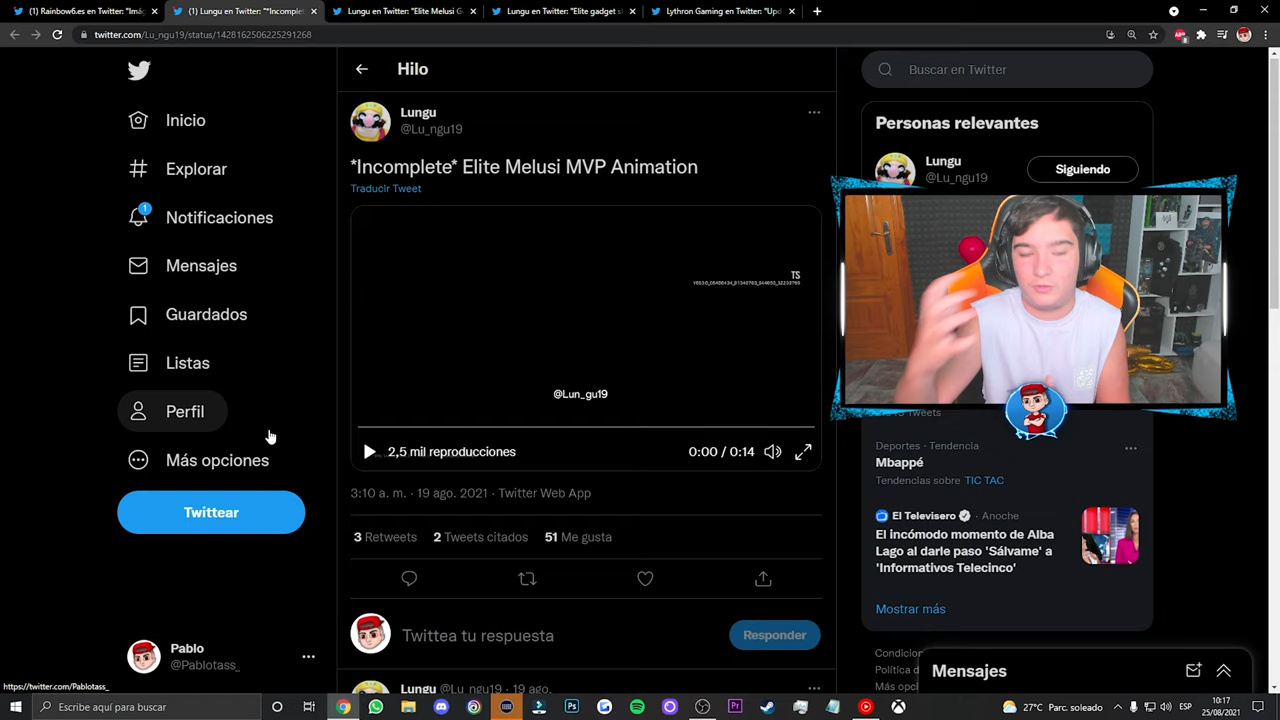 (1) Rainbow6.es en Twitter: "Imág
(1) Lungu en Twitter: "*Incomplet
Lungu en Twitter: "Elite Melusi G
Lungu en Twitter: "Elite gadget s
Lythron Gaming en Twitter: "Upd
twitter.com/Lu_ngu19/status/1428162506225291268
Inicio
Explorar
1
Notificaciones
Mensajes
Guardados
Listas
Perfil
Más opciones
Twittear
Pablo
@Pablotass_
https://twitter.com/Pablotass_
Hilo
Lungu
@Lu_ngu19
*Incomplete* Elite Melusi MVP Animation
Traducir Tweet
TS
@Lun_gu19
2,5 mil reproducciones
0:00 / 0:14
3:10 a. m. · 19 ago. 2021 · Twitter Web App
3 Retweets 2 Tweets citados 51 Me gusta
Twittea tu respuesta
Responder
Lungu @Lu_ngu19 · 19 ago.
Buscar en Twitter
Personas relevantes
Lungu
@Lu_ngu19
Siguiendo
Deportes · Tendencia
Mbappé
Tendencias sobre TIC TAC
El Televisero · Anoche
El incómodo momento de Alba
Lago al darle paso 'Sálvame' a
'Informativos Telecinco'
Mostrar más
Condicion
Política d
Más opci
Mensajes
Escribe aquí para buscar
27°C Parc. soleado
ESP
10:17
25/08/2021